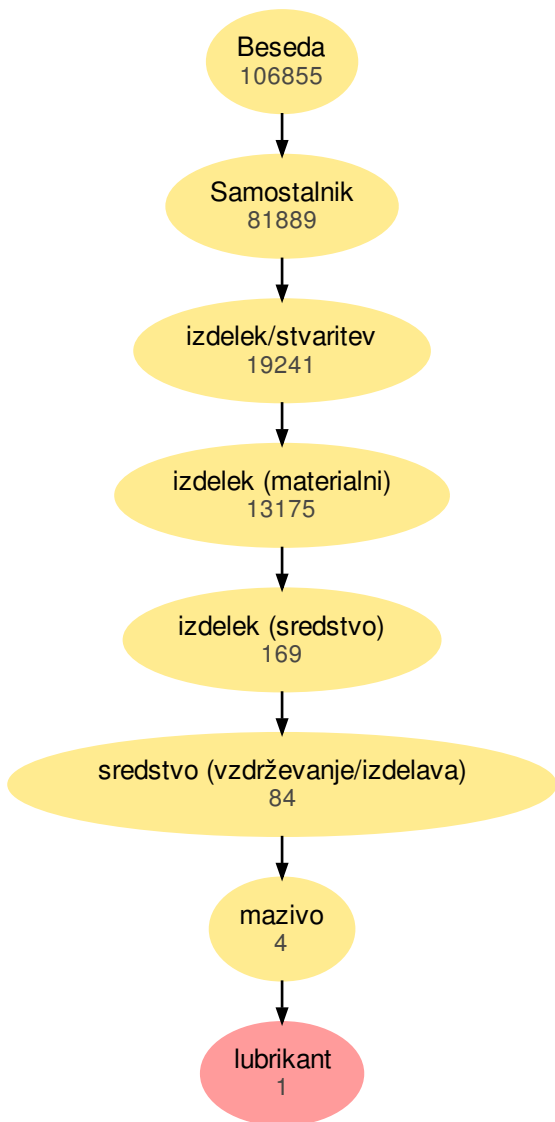 Beseda
106855
Samostalnik
81889
izdelek/stvaritev
19241
izdelek (materialni)
13175
izdelek (sredstvo)
169
sredstvo (vzdrževanje/izdelava)
84
mazivo
4
lubrikant
1